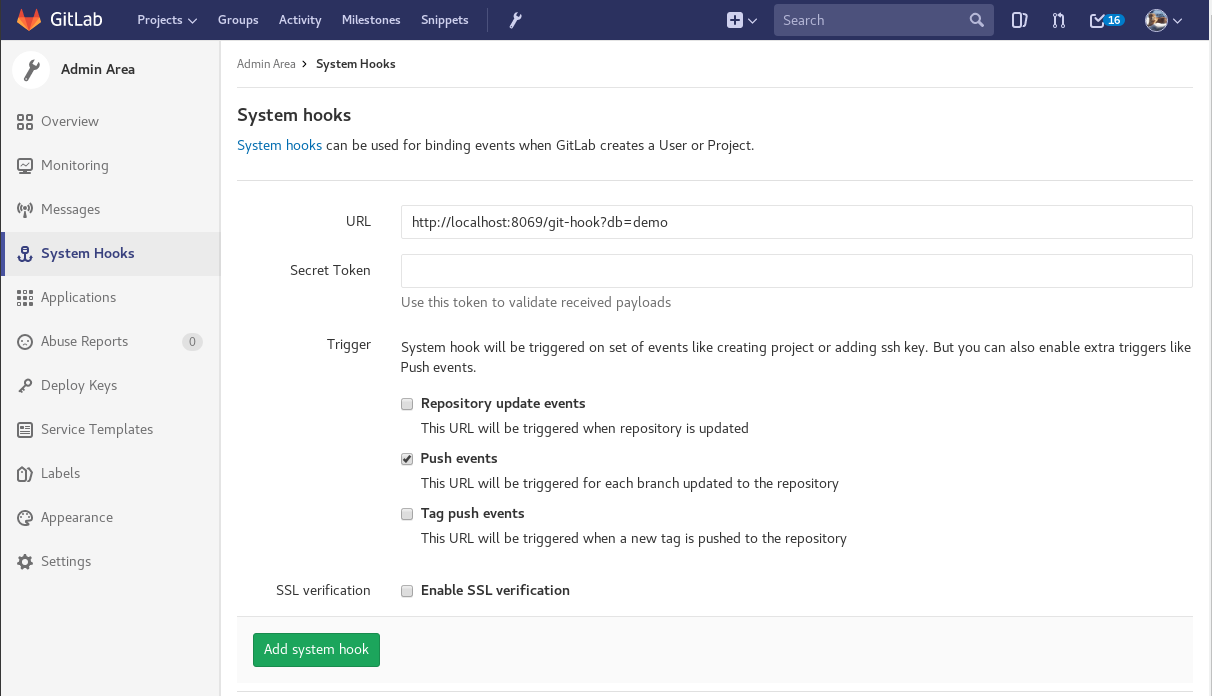 GitLab Projects Groups Activity Milestones Snippets Search 16
Admin Area
Overview
Monitoring
Messages
System Hooks
Applications
Abuse Reports 0
Deploy Keys
Service Templates
Labels
Appearance
Settings
Admin Area › System Hooks
System hooks
System hooks can be used for binding events when GitLab creates a User or Project.
URL http://localhost:8069/git-hook?db=demo
Secret Token
Use this token to validate received payloads
Trigger System hook will be triggered on set of events like creating project or adding ssh key. But you can also enable extra triggers like
Push events.
Repository update events
This URL will be triggered when repository is updated
Push events
This URL will be triggered for each branch updated to the repository
Tag push events
This URL will be triggered when a new tag is pushed to the repository
SSL verification Enable SSL verification
Add system hook